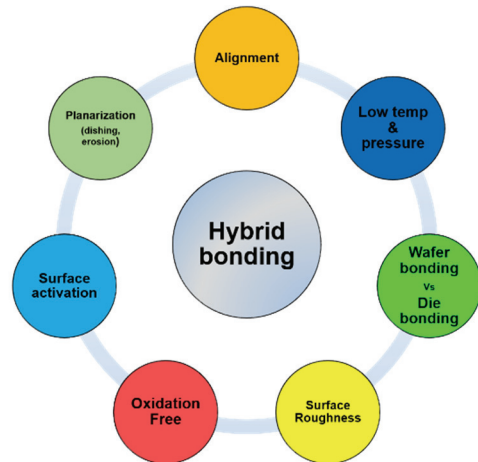 Alignment
Low temp
&
pressure
Wafer
bonding
Vs
Die
bonding
Surface
Roughness
Oxidation
Free
Surface
activation
Planarization
(dishing,
erosion)
Hybrid
bonding